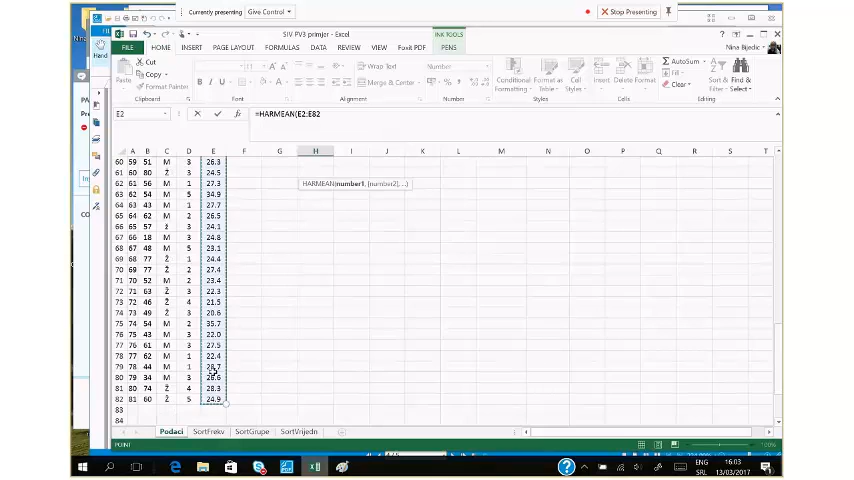 Currently presenting Give Control Stop Presenting
SIV PV3 primjer - Excel INK TOOLS
FILE HOME INSERT PAGE LAYOUT FORMULAS DATA REVIEW VIEW Foxit PDF PENS Nina Bijedic
Hand
Paste Cut Copy Format Painter Clipboard
B I U Font
Wrap Text Merge & Center Alignment
Number Number
Conditional Formatting Format as Table Cell Styles Styles
Insert Delete Format Cells
AutoSum Fill Clear Sort & Filter Find & Select Editing
E2 =HARMEAN(E2:E82
A B C D E F G H I J K L M N O P Q R S T
60 59 51 M 3 26.3
61 60 80 Ž 3 24.5
62 61 56 M 1 27.3
HARMEAN(number1, [number2], ...)
63 62 54 M 5 34.9
64 63 43 M 1 27.7
65 64 62 M 2 26.5
66 65 57 ž 3 24.1
67 66 18 M 3 24.8
68 67 48 M 5 23.1
69 68 77 Ž 1 24.4
70 69 77 Ž 2 27.4
71 70 52 M 2 23.4
72 71 63 Ž 3 22.3
73 72 46 Ž 4 21.5
74 73 49 Ž 3 20.6
75 74 54 M 2 35.7
76 75 43 M 3 22.0
77 76 61 M 3 27.5
78 77 62 M 1 22.4
79 78 44 M 1 28.7
80 79 34 M 3 26.6
81 80 74 Ž 4 28.3
82 81 60 Ž 5 24.9
83
84
Podaci SortFrekv SortGrupe SortVrijedn
POINT 100%
ENG 16:03
SRL 13/03/2017